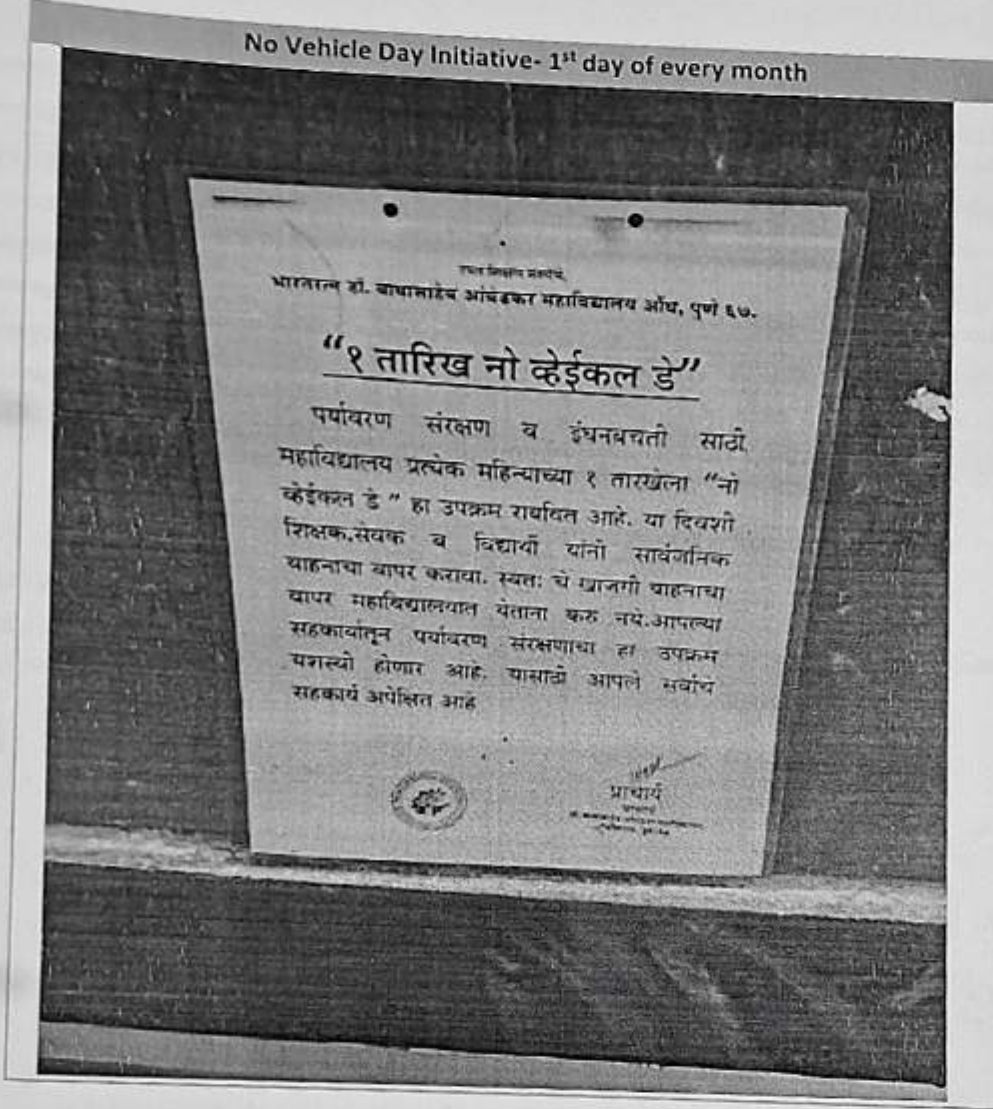 No Vehicle Day Initiative- 1st day of every month
रयत शिक्षण संस्थेचे,
भारतरत्न डॉ. बाबासाहेब आंबेडकर महाविद्यालय औंध, पुणे ६७.
“१ तारिख नो व्हेईकल डे”
पर्यावरण संरक्षण व इंधनबचती साठी,
महाविद्यालय प्रत्येक महिन्याच्या १ तारखेला “नो
व्हेईकल डे ” हा उपक्रम राबवित आहे. या दिवशी
शिक्षक,सेवक व विद्यार्थी यांनी सार्वजनिक
वाहनाचा वापर करावा. स्वतः चे खाजगी वाहनाचा
वापर महाविद्यालयात येताना करु नये.आपल्या
सहकार्यातून पर्यावरण संरक्षणाचा हा उपक्रम
यशस्वी होणार आहे. यासाठी आपले सर्वांचे
सहकार्य अपेक्षित आहे
प्राचार्य